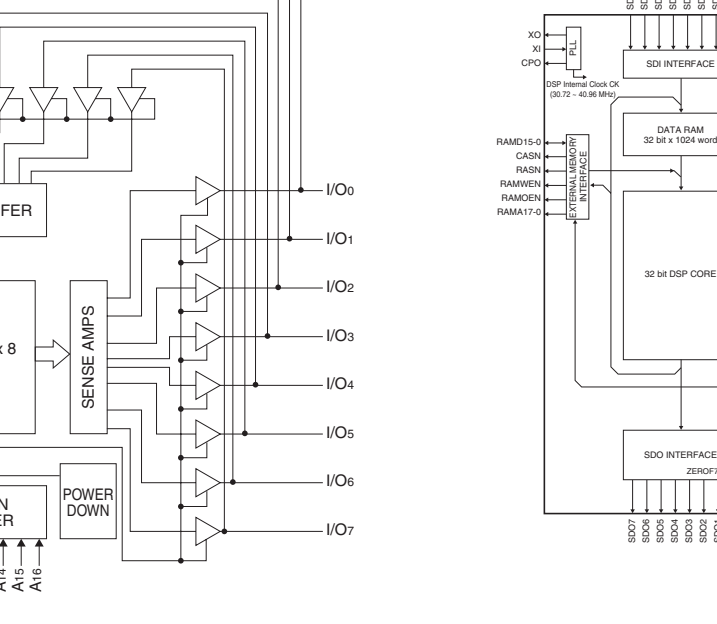 FER
x 8
SENSE AMPS
POWER
DOWN
N
ER
A14
A15
A16
I/O0
I/O1
I/O2
I/O3
I/O4
I/O5
I/O6
I/O7
XO
XI
CPO
PLL
DSP Internal Clock CK
(30.72 ~ 40.96 MHz)
SDI INTERFACE
DATA RAM
32 bit x 1024 word
RAMD15-0
CASN
RASN
RAMWEN
RAMOEN
RAMA17-0
EXTERNAL MEMORY
INTERFACE
32 bit DSP CORE
SDO INTERFACE
ZEROF7
SDO7
SDO6
SDO5
SDO4
SDO3
SDO2